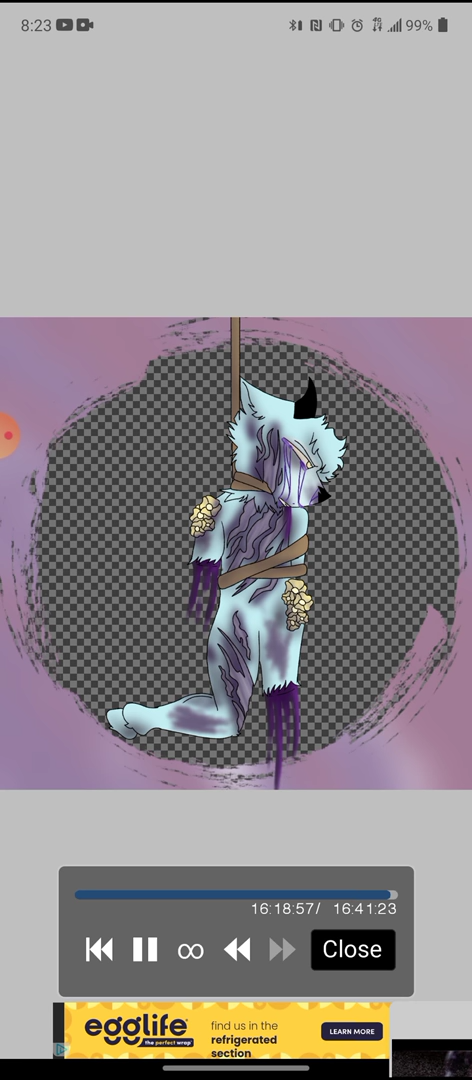 8:23
4G
99%
16:18:57/ 16:41:23
Close
egglife
the perfect wrap
find us in the
refrigerated
section
LEARN MORE